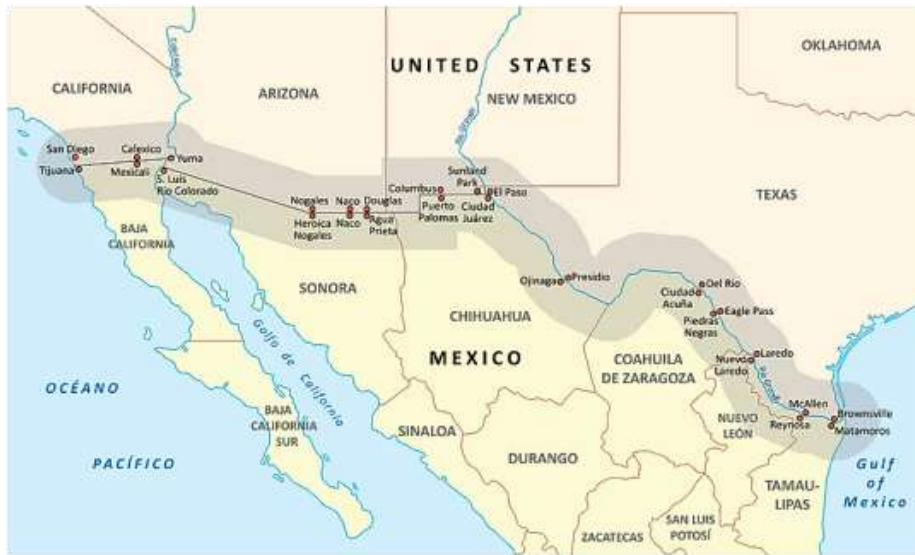 OKLAHOMA
UNITED STATES
CALIFORNIA
ARIZONA
NEW MEXICO
Rio Grande
San Diego
Calexico
Yuma
Tijuana
Mexicali
S. Luis
Río Colorado
Sunland
Park
El Paso
Columbus
Puerto
Palomas
Ciudad
Juárez
TEXAS
Nogales
Naco
Douglas
Heroica
Nogales
Naco
Agua
Prieta
BAJA
CALIFORNIA
SONORA
Ojinaga
Presidio
Del Rio
Ciudad
Acuña
Eagle Pass
Piedras
Negras
CHIHUAHUA
MEXICO
COAHUILA
DE ZARAGOZA
Laredo
Nuevo
Laredo
Rio Grande
Golfo de California
OCÉANO
PACÍFICO
BAJA
CALIFORNIA
SUR
SINALOA
DURANGO
NUEVO
LEÓN
McAllen
Reynosa
Brownsville
Matamoros
TAMAU-
LIPAS
Gulf
of
Mexico
ZACATECAS
SAN LUIS
POTOSÍ